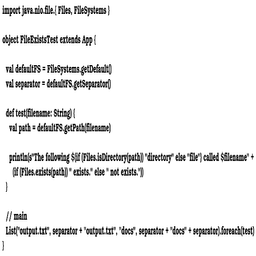 import java.nio.file.{ Files, FileSystems }
object FileExistsTest extends App {
val defaultFS = FileSystems.getDefault()
val separator = defaultFS.getSeparator()
def test(filename: String) {
val path = defaultFS.getPath(filename)
println(s"The following ${if (Files.isDirectory(path)) "directory" else "file"} called $filename" +
(if (Files.exists(path)) " exists." else " not exists."))
}
// main
List("output.txt", separator + "output.txt", "docs", separator + "docs" + separator).foreach(test)
}